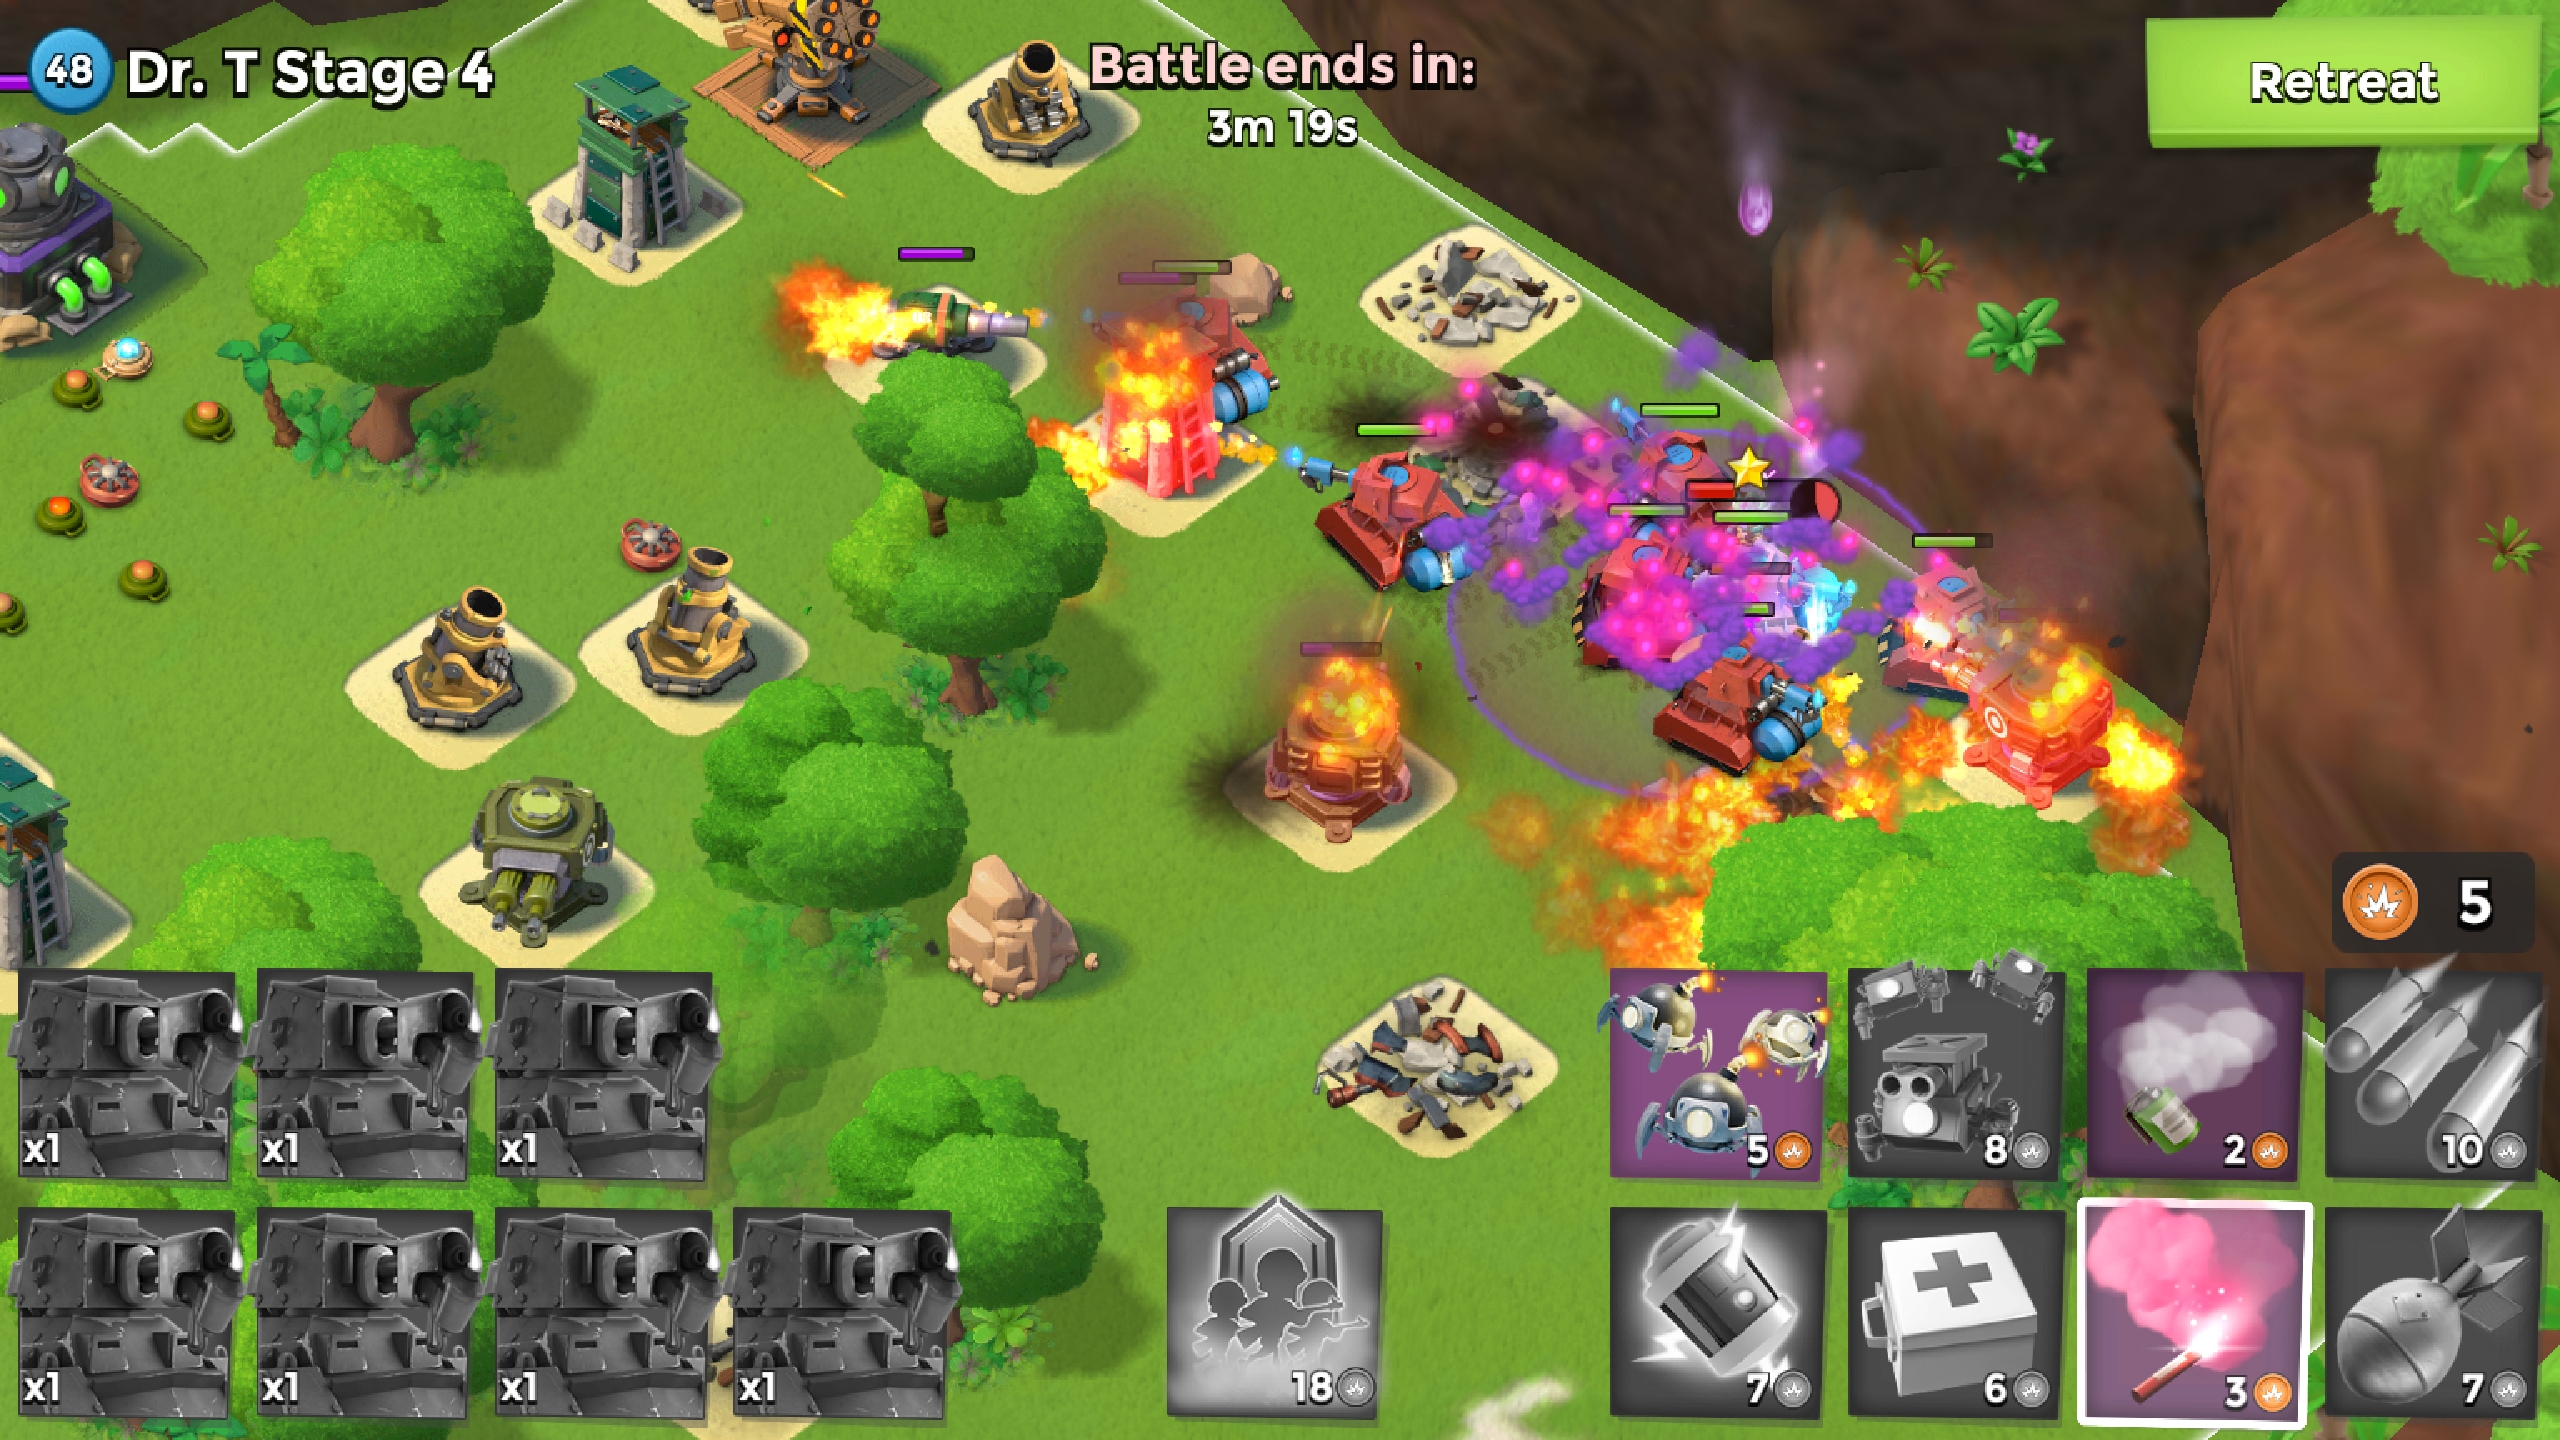 48 Dr. T Stage 4
Battle ends in:
3m 19s
Retreat
5
x1 x1 x1
5 8 2 10
x1 x1 x1 x1
18
7 6 3 7